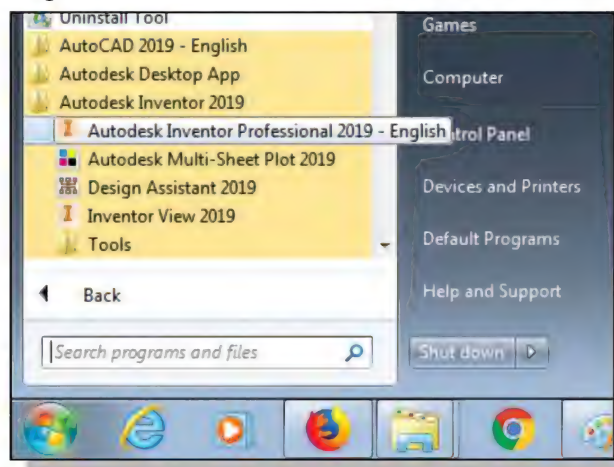 Uninstall Tool
AutoCAD 2019 - English
Autodesk Desktop App
Autodesk Inventor 2019
Autodesk Inventor Professional 2019 - English
Autodesk Multi-Sheet Plot 2019
Design Assistant 2019
Inventor View 2019
Tools
Back
Search programs and files
Games
Computer
trol Panel
Devices and Printers
Default Programs
Help and Support
Shut down